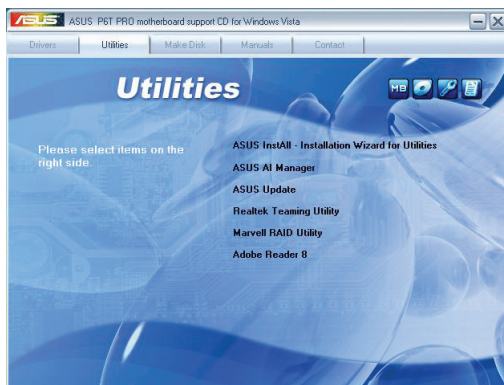 ASUS ASUS P6T PRO motherboard support CD for Windows Vista
Drivers Utilities Make Disk Manuals Contact
Utilities
MB
Please select items on the
right side.
ASUS InstAll - Installation Wizard for Utilities
ASUS AI Manager
ASUS Update
Realtek Teaming Utility
Marvell RAID Utility
Adobe Reader 8